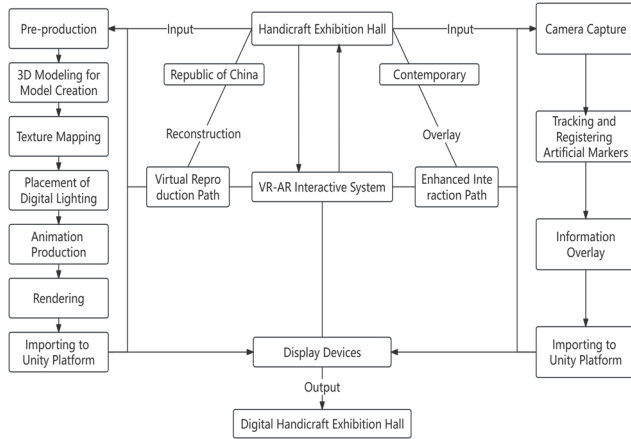 Pre-production
Input
Handicraft Exhibition Hall
Input
Camera Capture
3D Modeling for
Model Creation
Republic of China
Contemporary
Texture Mapping
Reconstruction
Overlay
Tracking and
Registering
Artificial Markers
Placement of
Digital Lighting
Virtual Repro
duction Path
VR-AR Interactive System
Enhanced Inte
raction Path
Animation
Production
Information
Overlay
Rendering
Importing to
Unity Platform
Display Devices
Importing to
Unity Platform
Output
Digital Handicraft Exhibition Hall